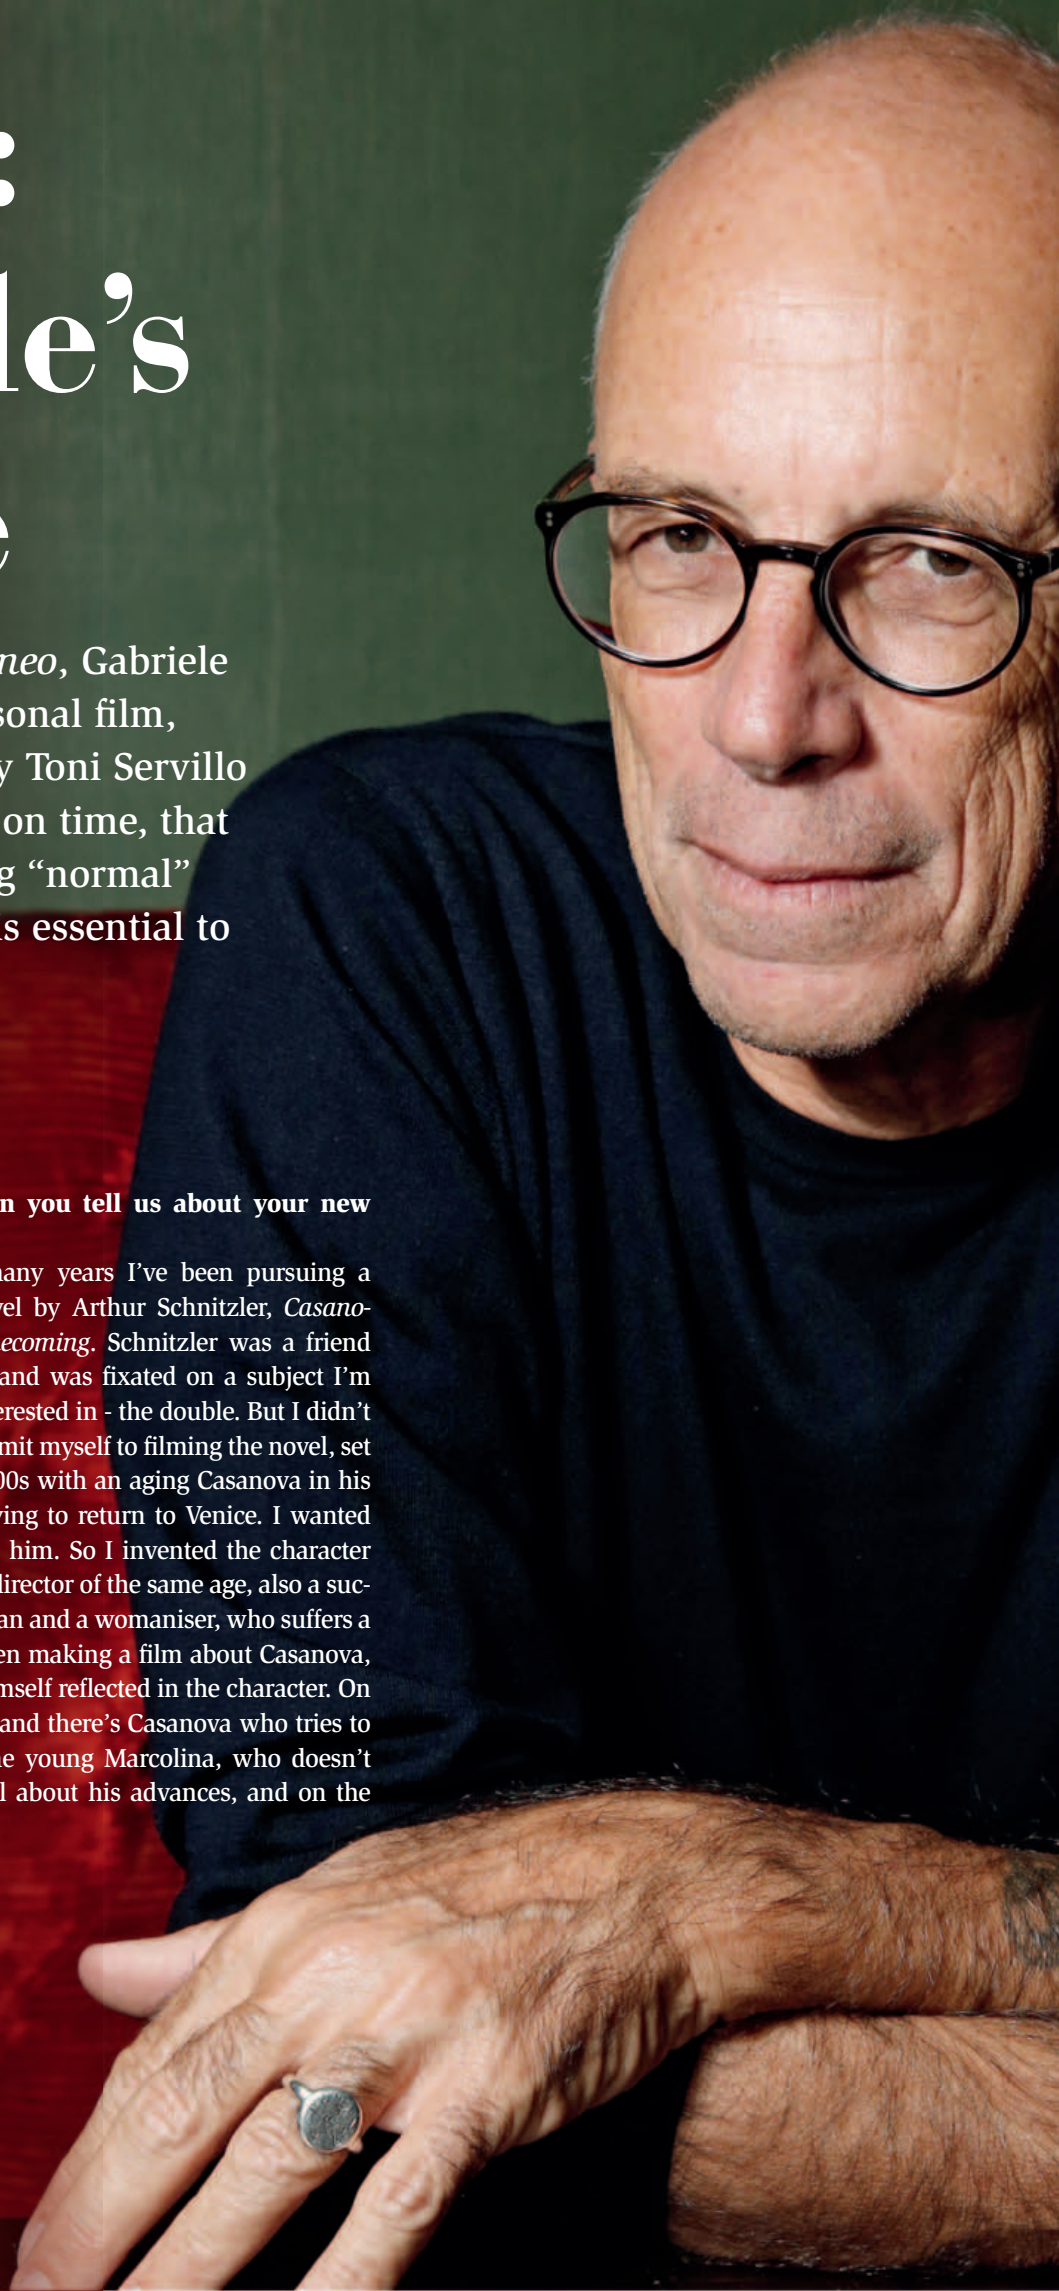 :
le’s
e
neo, Gabriele
sonal film,
y Toni Servillo
on time, that
g “normal”
is essential to
n you tell us about your new
any years I’ve been pursuing a
vel by Arthur Schnitzler, Casano-
ecoming. Schnitzler was a friend
and was fixated on a subject I’m
erested in - the double. But I didn’t
mit myself to filming the novel, set
00s with an aging Casanova in his
ying to return to Venice. I wanted
him. So I invented the character
director of the same age, also a suc-
an and a womaniser, who suffers a
en making a film about Casanova,
mself reflected in the character. On
and there’s Casanova who tries to
he young Marcolina, who doesn’t
l about his advances, and on the